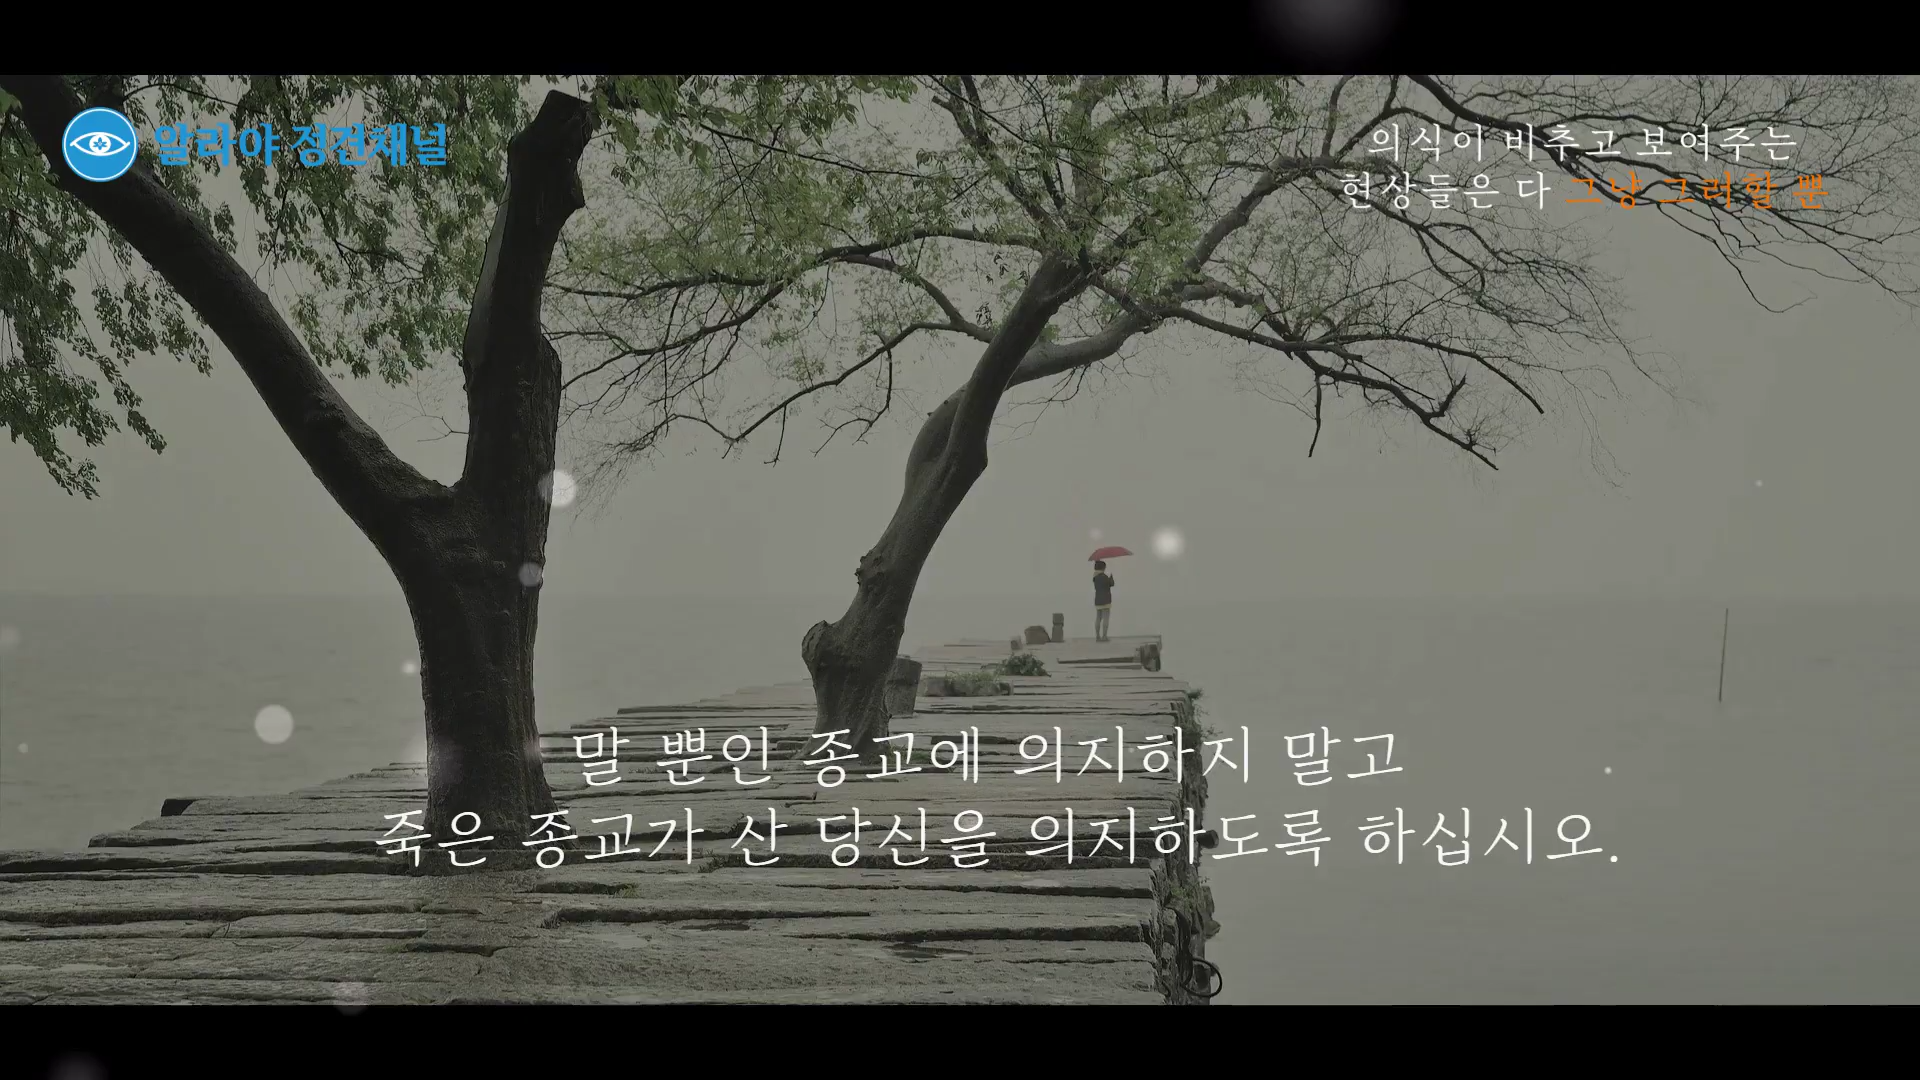 알라야 정견채널
의식이 비추고 보여주는
현상들은 다 그냥 그러할 뿐
말 뿐인 종교에 의지하지 말고
죽은 종교가 산 당신을 의지하도록 하십시오.